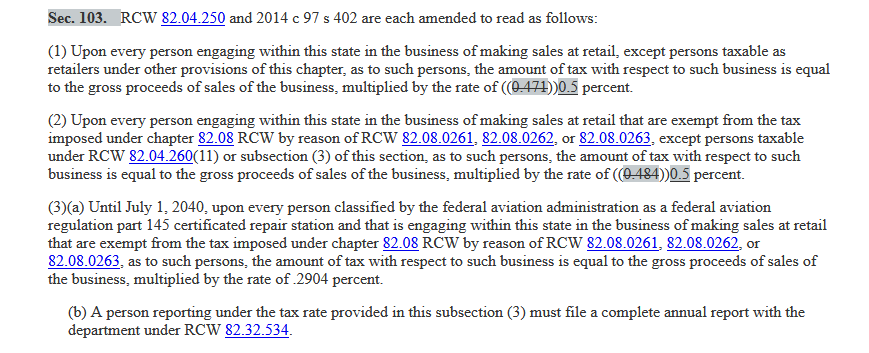 Sec. 103. RCW 82.04.250 and 2014 c 97 s 402 are each amended to read as follows:
(1) Upon every person engaging within this state in the business of making sales at retail, except persons taxable as
retailers under other provisions of this chapter, as to such persons, the amount of tax with respect to such business is equal
to the gross proceeds of sales of the business, multiplied by the rate of ((0.471))0.5 percent.
(2) Upon every person engaging within this state in the business of making sales at retail that are exempt from the tax
imposed under chapter 82.08 RCW by reason of RCW 82.08.0261, 82.08.0262, or 82.08.0263, except persons taxable
under RCW 82.04.260(11) or subsection (3) of this section, as to such persons, the amount of tax with respect to such
business is equal to the gross proceeds of sales of the business, multiplied by the rate of ((0.484))0.5 percent.
(3)(a) Until July 1, 2040, upon every person classified by the federal aviation administration as a federal aviation
regulation part 145 certificated repair station and that is engaging within this state in the business of making sales at retail
that are exempt from the tax imposed under chapter 82.08 RCW by reason of RCW 82.08.0261, 82.08.0262, or
82.08.0263, as to such persons, the amount of tax with respect to such business is equal to the gross proceeds of sales of
the business, multiplied by the rate of .2904 percent.
(b) A person reporting under the tax rate provided in this subsection (3) must file a complete annual report with the
department under RCW 82.32.534.